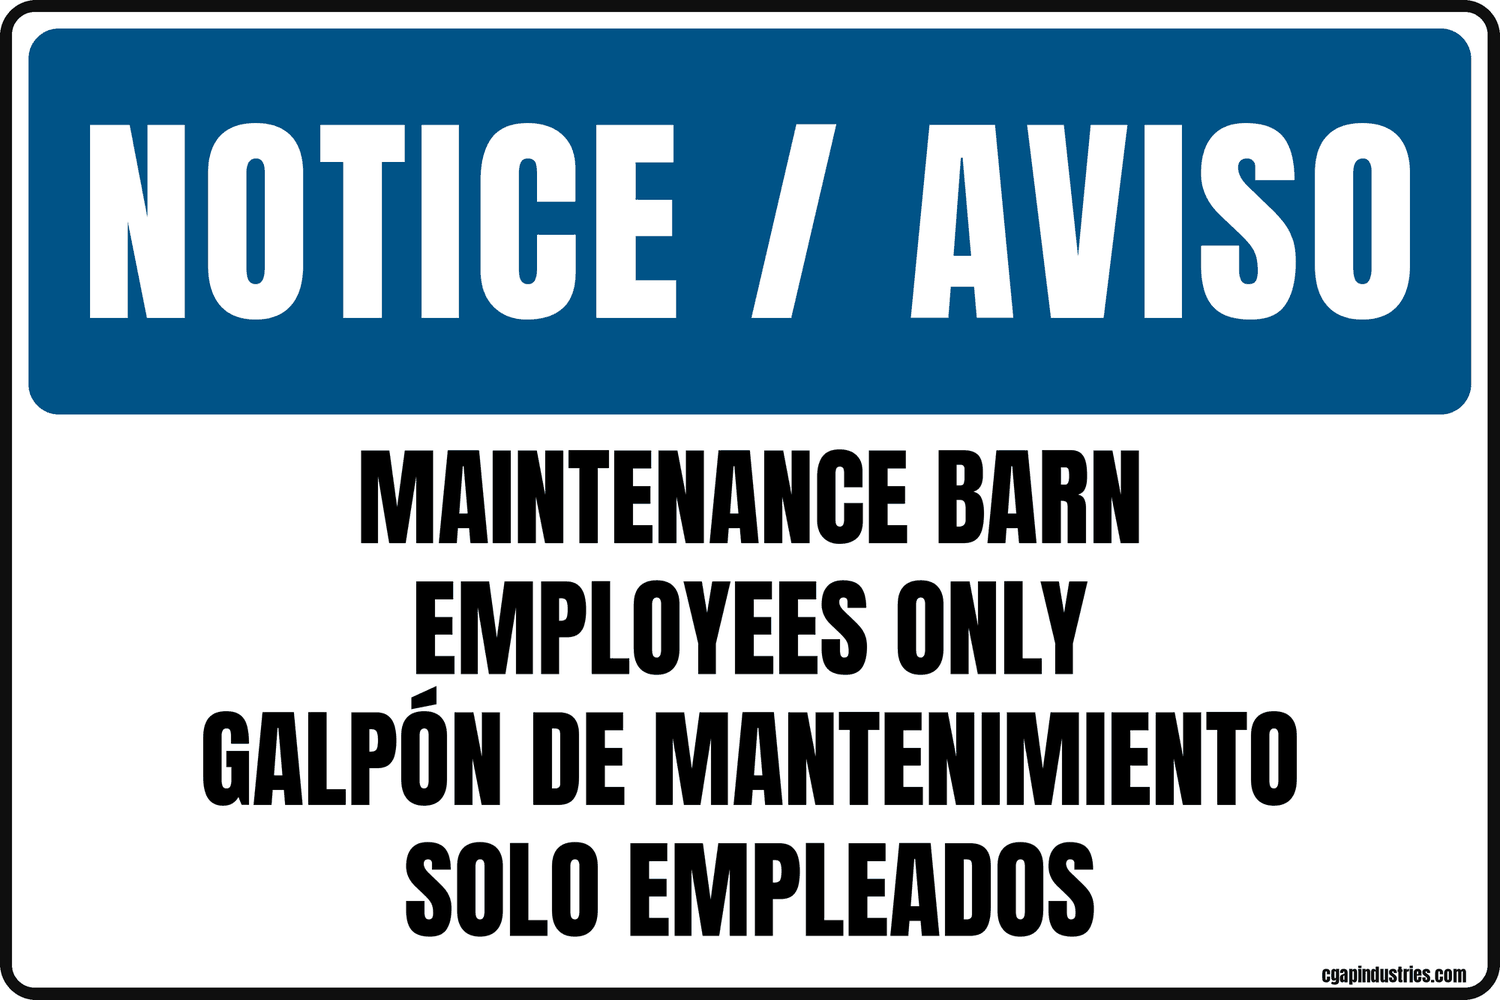 NOTICE / AVISO
MAINTENANCE BARN
EMPLOYEES ONLY
GALPÓN DE MANTENIMIENTO
SOLO EMPLEADOS
cgapindustries.com